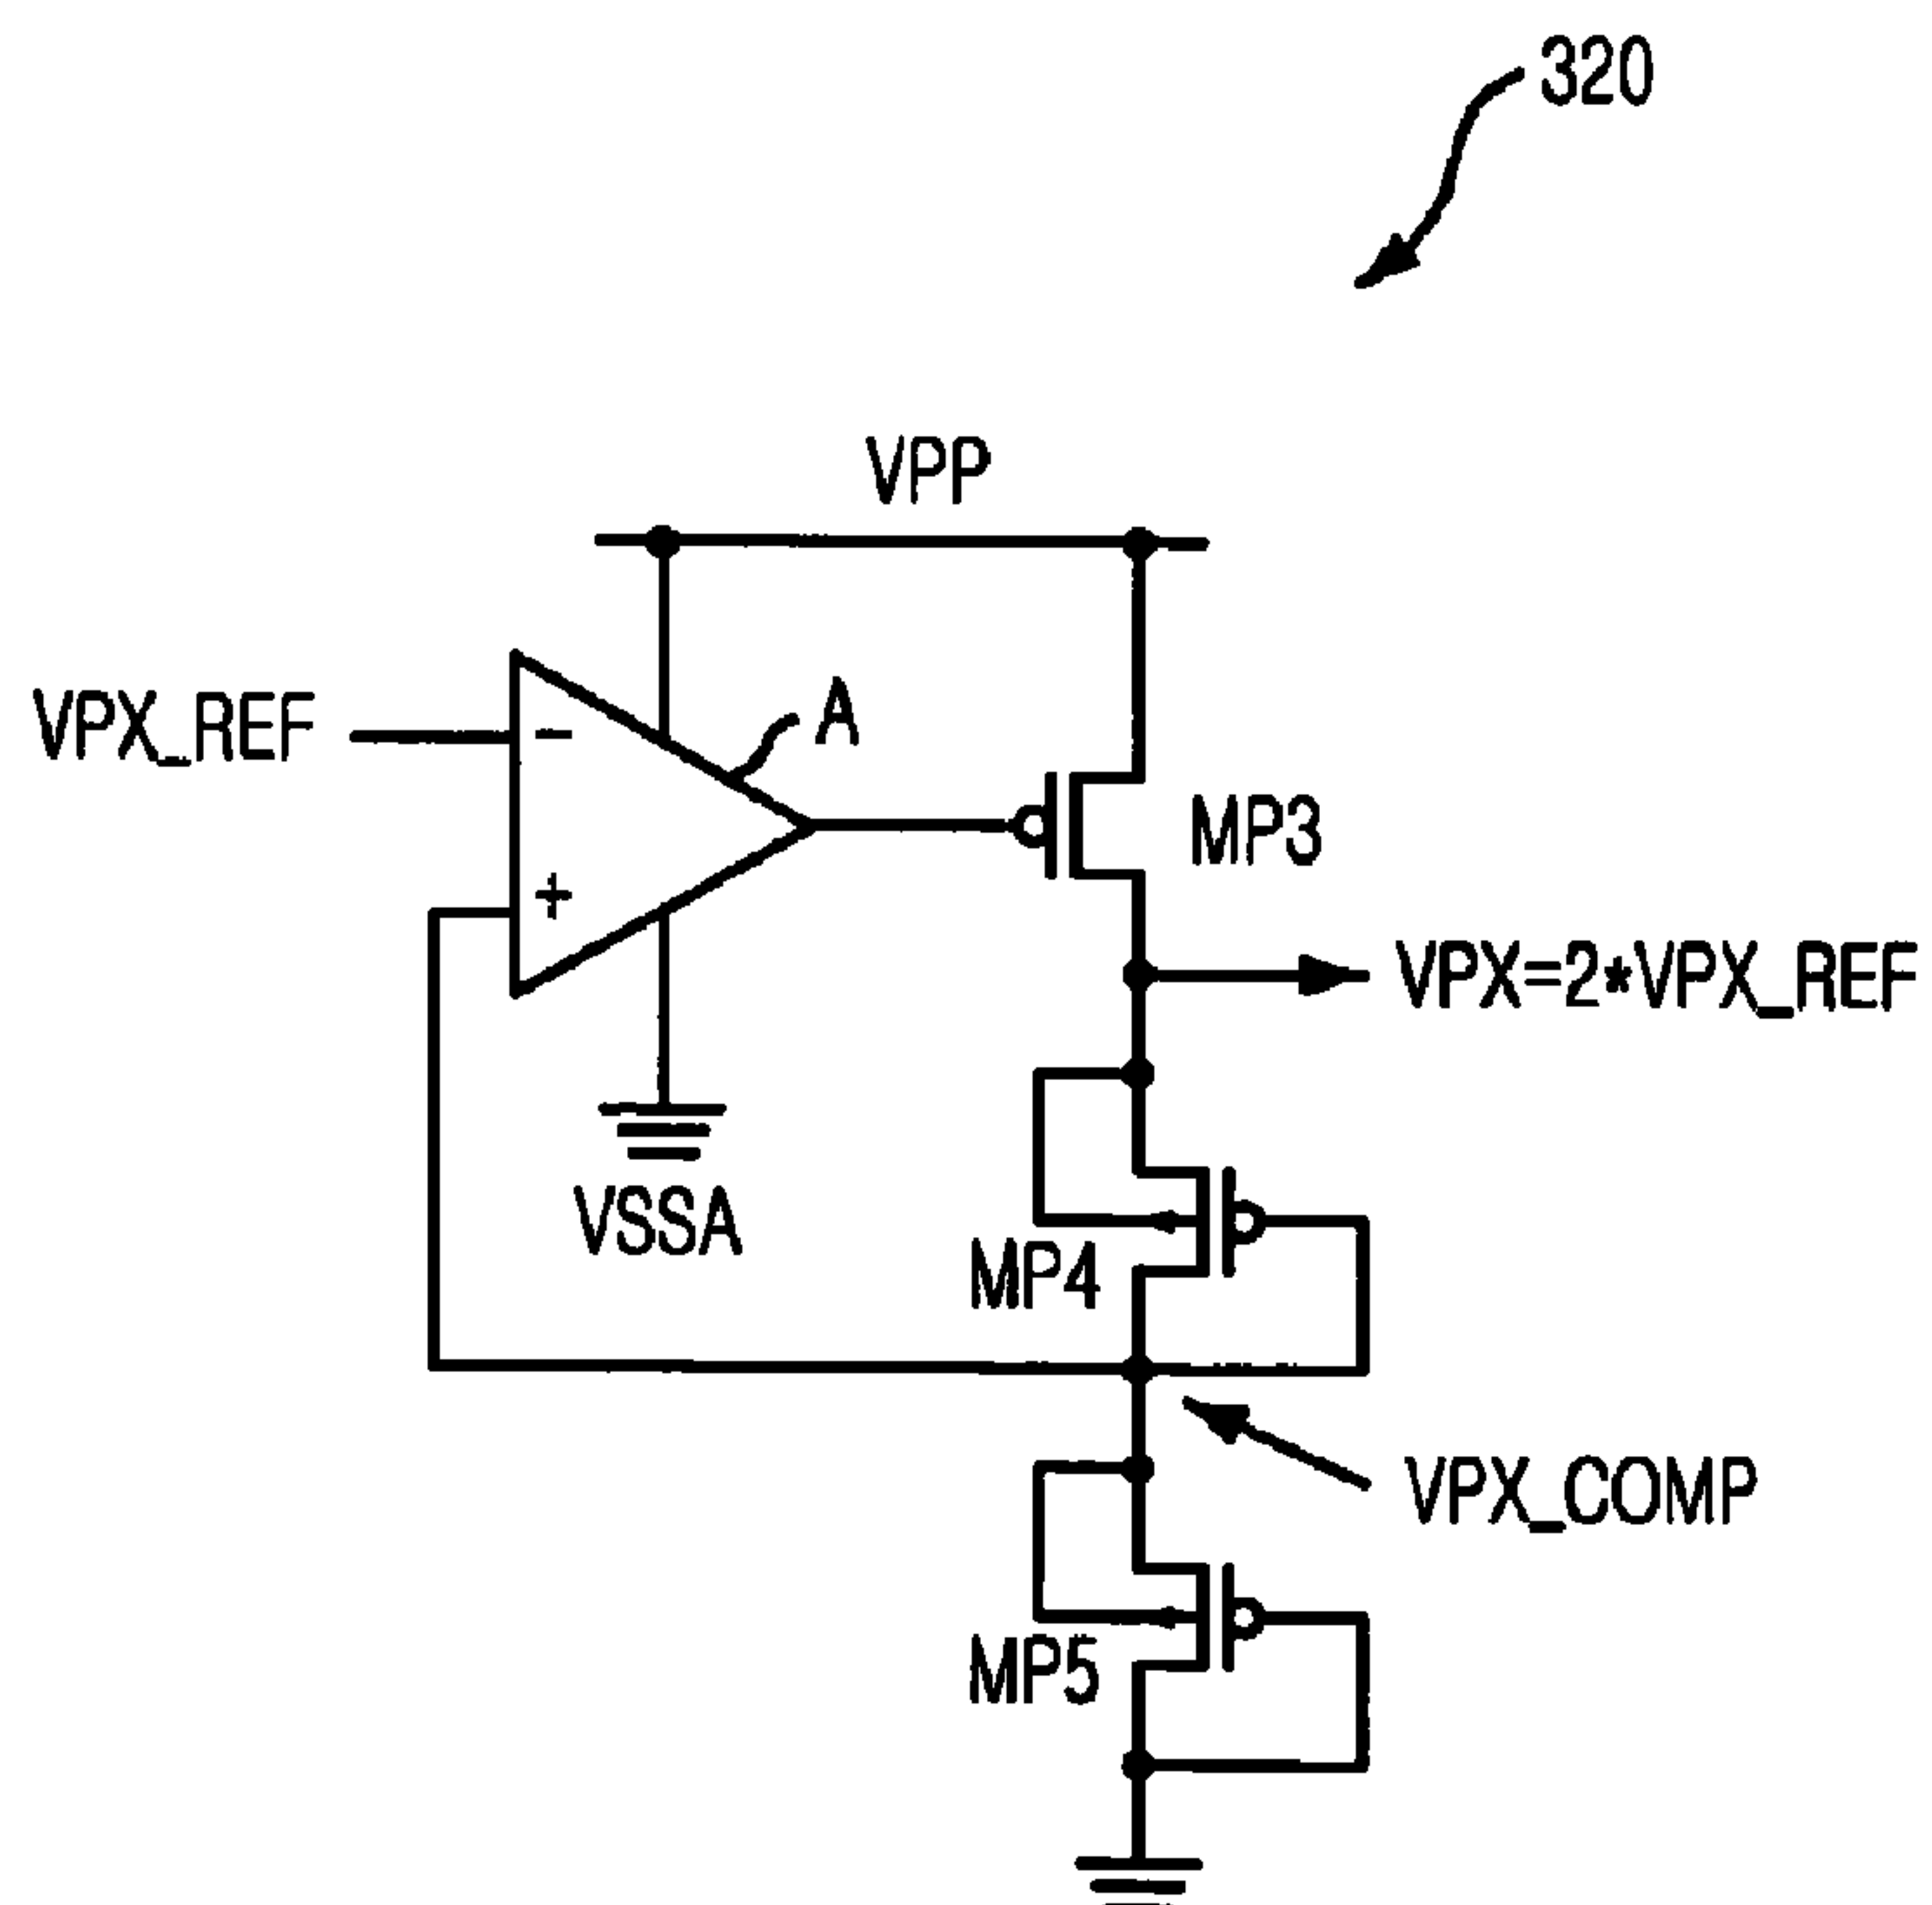 320
VPP
VPX_REF
-
A
+
MP3
VPX=2*VPX_REF
VSSA
MP4
VPX_COMP
MP5